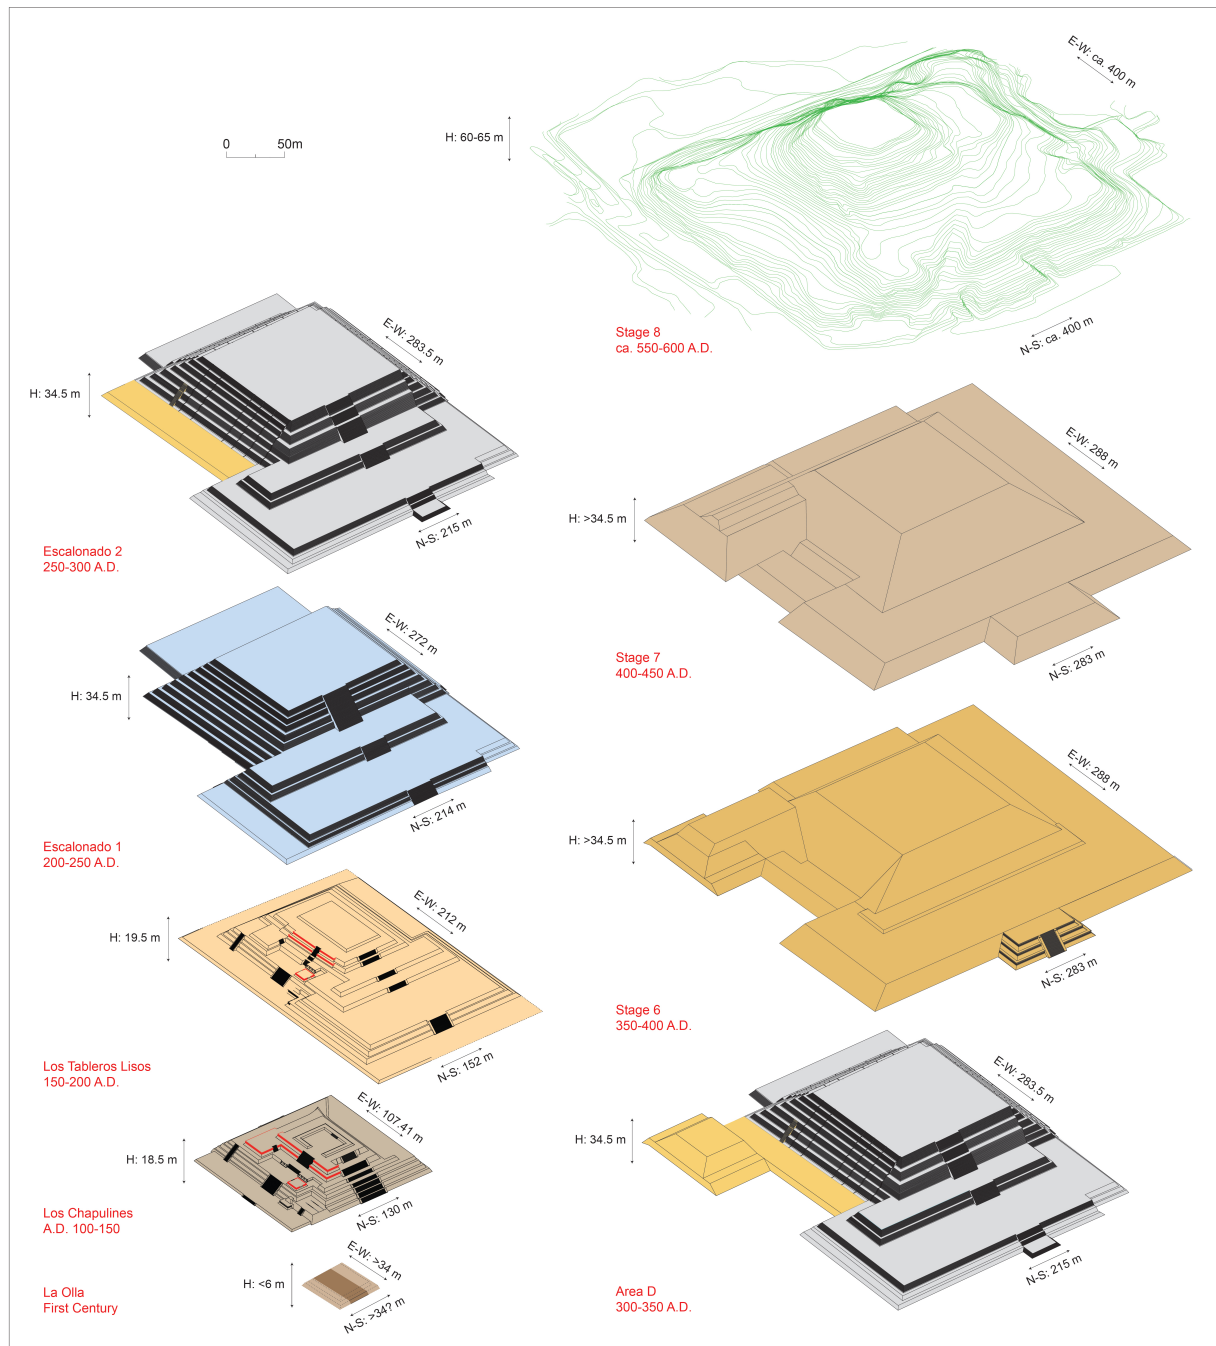 E-W: ca. 400 m
H: 60-65 m
0 50m
Stage 8
ca. 550-600 A.D.
N-S: ca. 400 m
E-W: 283.5 m
H: 34.5 m
N-S: 215 m
Escalonado 2
250-300 A.D.
E-W: 288 m
H: >34.5 m
Stage 7
400-450 A.D.
N-S: 283 m
E-W: 272 m
H: 34.5 m
N-S: 214 m
Escalonado 1
200-250 A.D.
E-W: 288 m
H: >34.5 m
N-S: 283 m
Stage 6
350-400 A.D.
E-W: 212 m
H: 19.5 m
Los Tableros Lisos
150-200 A.D.
N-S: 152 m
E-W: 283.5 m
H: 34.5 m
N-S: 215 m
Area D
300-350 A.D.
E-W: 107.41 m
H: 18.5 m
Los Chapulines
A.D. 100-150
N-S: 130 m
E-W: >34 m
H: <6 m
La Olla
First Century
N-S: >34? m